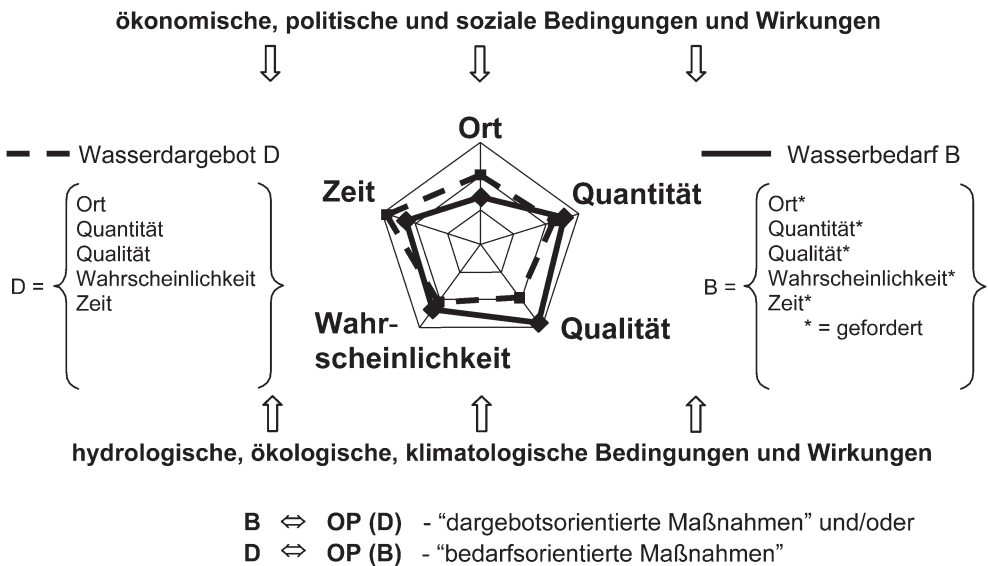 ökonomische, politische und soziale Bedingungen und Wirkungen
Wasserdargebot D
D =
Ort
Quantität
Qualität
Wahrscheinlichkeit
Zeit
Ort
Zeit
Quantität
Wahr-
scheinlichkeit
Qualität
Wasserbedarf B
B =
Ort*
Quantität*
Qualität*
Wahrscheinlichkeit*
Zeit*
* = gefordert
hydrologische, ökologische, klimatologische Bedingungen und Wirkungen
B ⇔ OP (D) - “dargebotsorientierte Maßnahmen” und/oder
D ⇔ OP (B) - “bedarfsorientierte Maßnahmen”